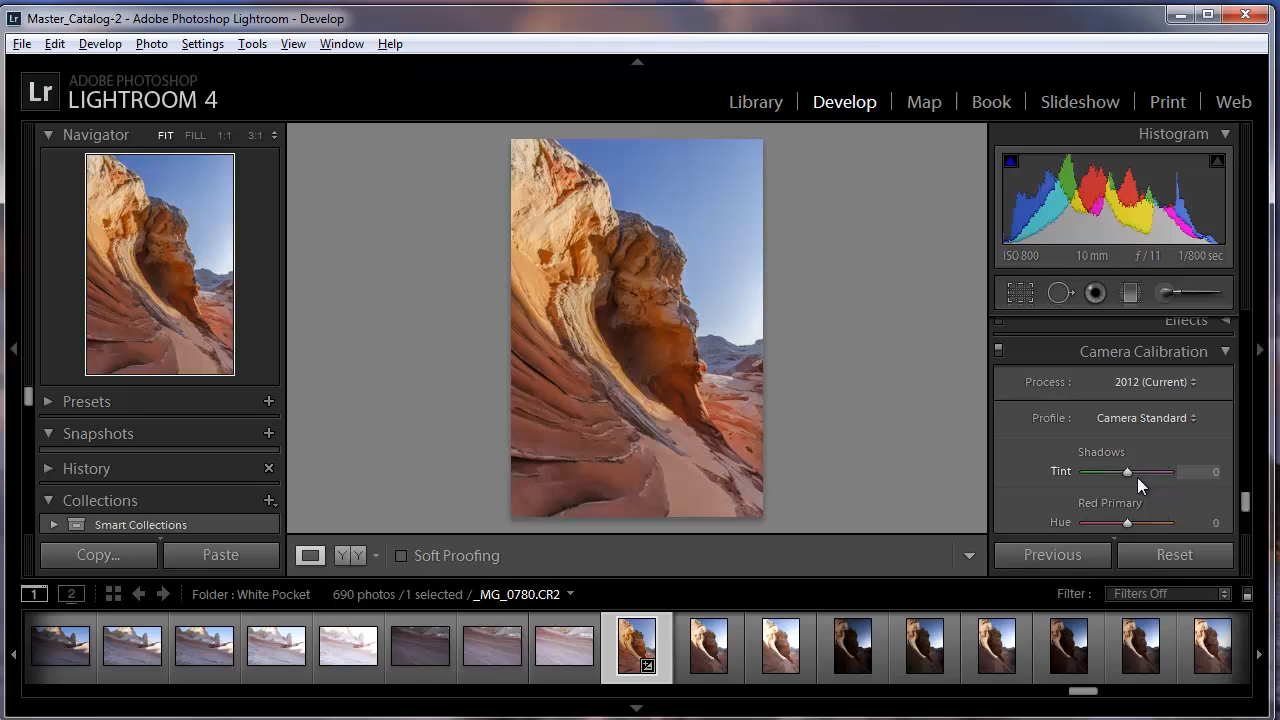 Master_Catalog-2 - Adobe Photoshop Lightroom - Develop
File Edit Develop Photo Settings Tools View Window Help
Lr ADOBE PHOTOSHOP
LIGHTROOM 4
Library Develop Map Book Slideshow Print Web
Navigator FIT FILL 1:1 3:1
Histogram
ISO 800 10 mm ƒ / 11 1/800 sec
Effects
Camera Calibration
Process : 2012 (Current)
Profile : Camera Standard
Shadows
Tint 0
Red Primary
Hue 0
Presets
Snapshots
History
Collections
Smart Collections
Copy... Paste
Y Y Soft Proofing
Previous Reset
1 2 Folder : White Pocket 690 photos /1 selected /_MG_0780.CR2 Filter : Filters Off